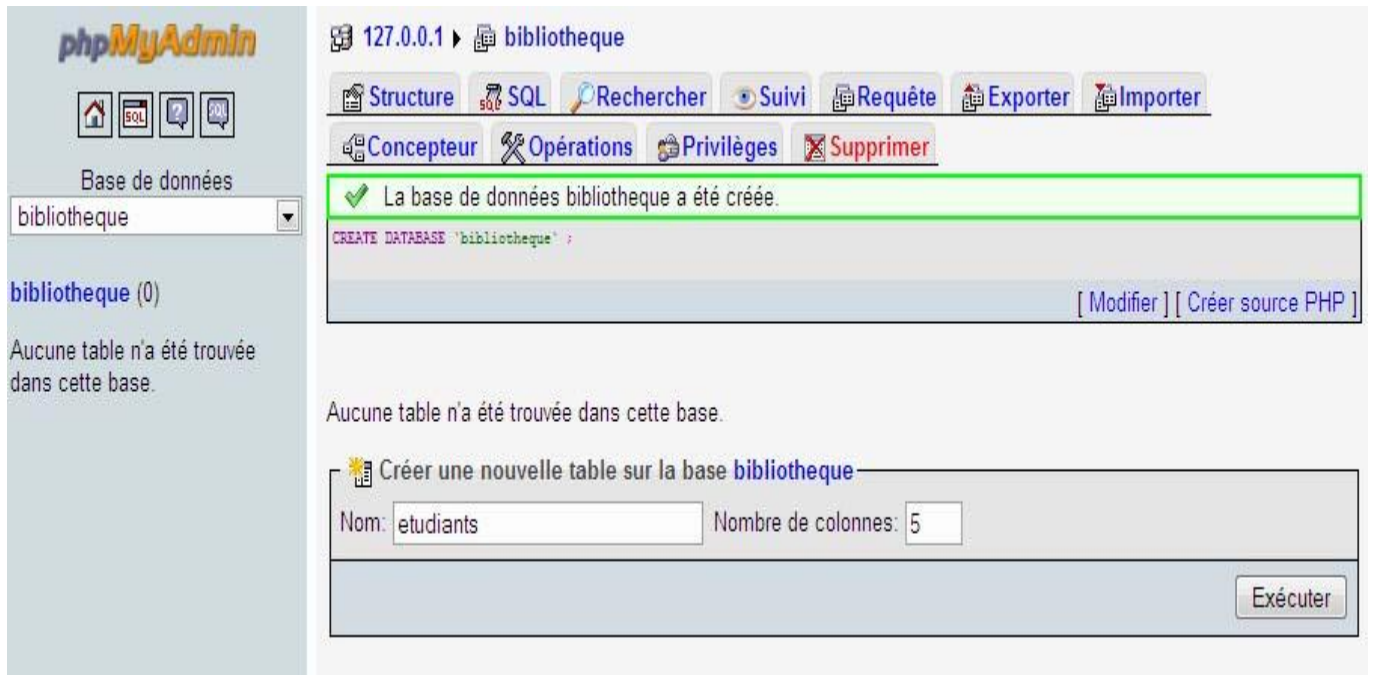 phpMyAdmin
SQL
SQL
Base de données
bibliotheque
bibliotheque (0)
Aucune table n'a été trouvée
dans cette base.
127.0.0.1 ▸ bibliotheque
Structure SQL Rechercher Suivi Requête Exporter Importer
Concepteur Opérations Privilèges Supprimer
La base de données bibliotheque a été créée.
CREATE DATABASE `bibliotheque` ;
[ Modifier ] [ Créer source PHP ]
Aucune table n'a été trouvée dans cette base.
Créer une nouvelle table sur la base bibliotheque
Nom: etudiants Nombre de colonnes: 5
Exécuter